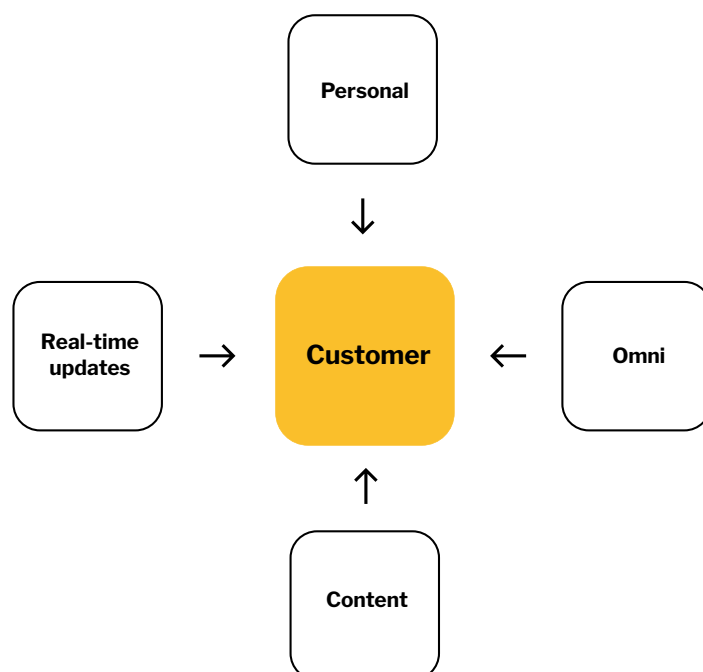 Personal
Real-time
updates
Customer
Omni
Content